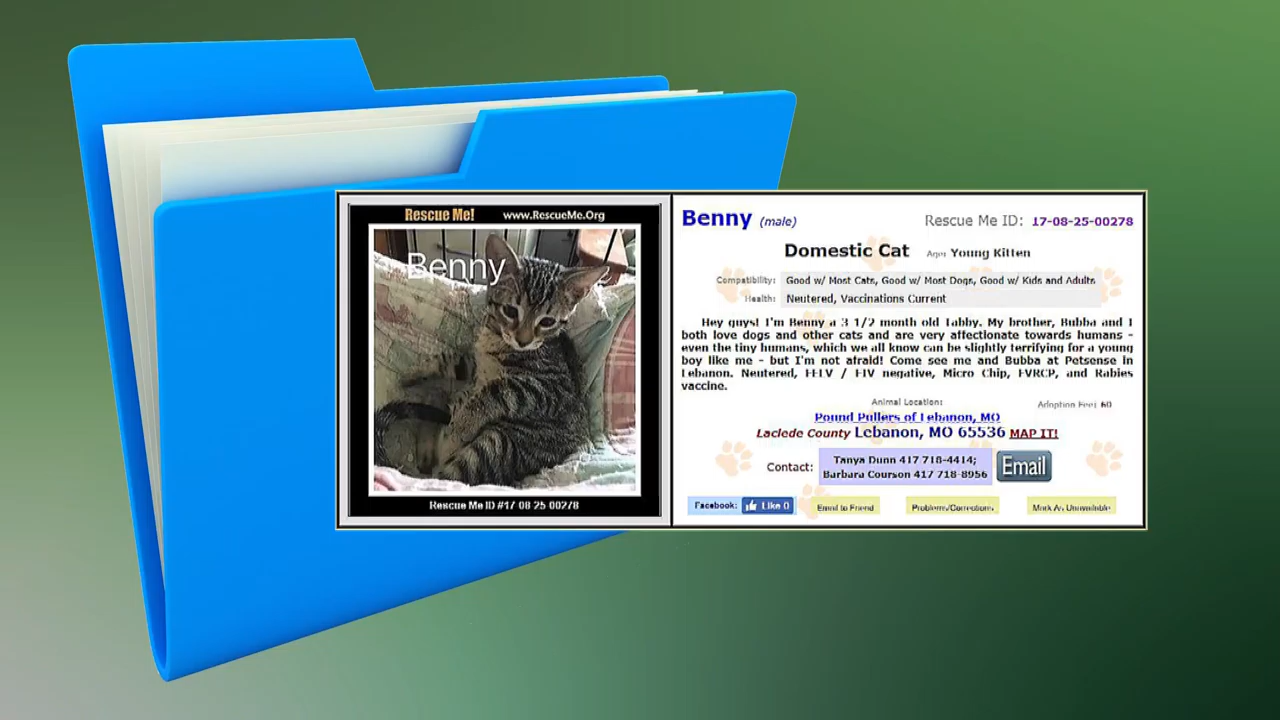 Rescue Me! www.RescueMe.Org
Benny
Rescue Me ID #17 08 25 00278
Benny (male) Rescue Me ID: 17-08-25-00278
Domestic Cat Age: Young Kitten
Compatibility: Good w/ Most Cats, Good w/ Most Dogs, Good w/ Kids and Adults
Health: Neutered, Vaccinations Current
Hey guys! I'm Benny a 3 1/2 month old Tabby. My brother, Bubba and I
both love dogs and other cats and are very affectionate towards humans -
even the tiny humans, which we all know can be slightly terrifying for a young
boy like me - but I'm not afraid! Come see me and Bubba at Petsense in
Lebanon. Neutered, FELV / FIV negative, Micro Chip, FVRCP, and Rabies
vaccine.
Animal Location: Adoption Fee: 60
Pound Pullers of Lebanon, MO
Laclede County Lebanon, MO 65536 MAP IT!
Contact: Tanya Dunn 417 718-4414;
Barbara Courson 417 718-8956
Email
Facebook: Like 0 Email to Friend Problems/Corrections Mark As Unavailable